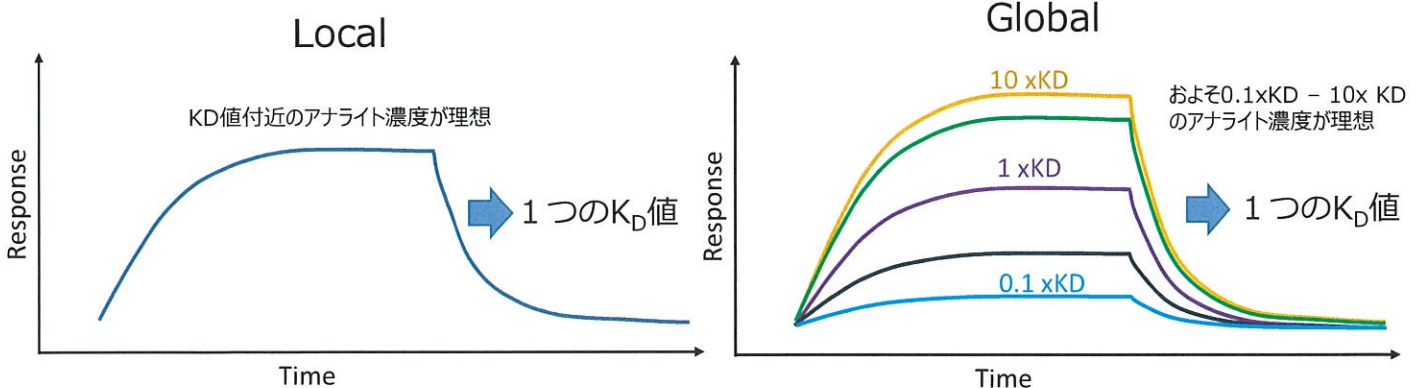 Local
KD値付近のアナライト濃度が理想
1つのK_D値
Response
Time
Global
10 xKD
およそ0.1xKD – 10x KD
のアナライト濃度が理想
1 xKD
1つのK_D値
0.1 xKD
Response
Time